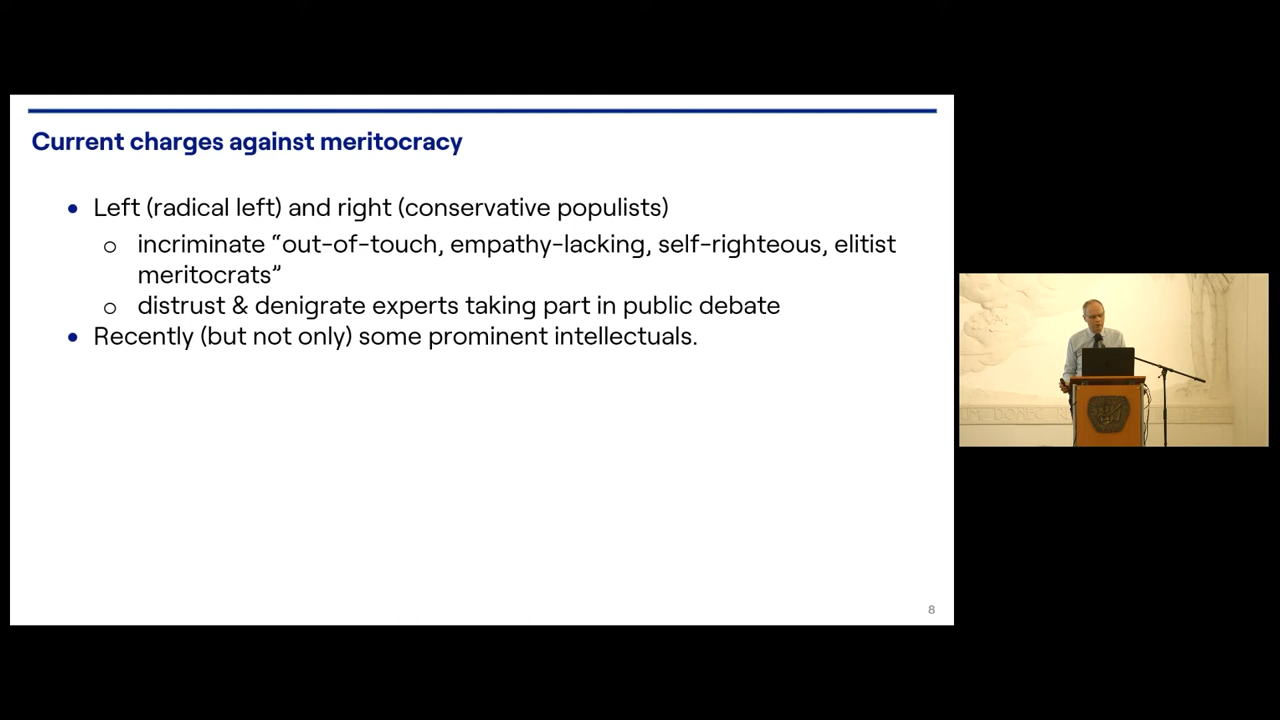 Current charges against meritocracy
• Left (radical left) and right (conservative populists)
o incriminate “out-of-touch, empathy-lacking, self-righteous, elitist
meritocrats”
o distrust & denigrate experts taking part in public debate
• Recently (but not only) some prominent intellectuals.
8
DONEC